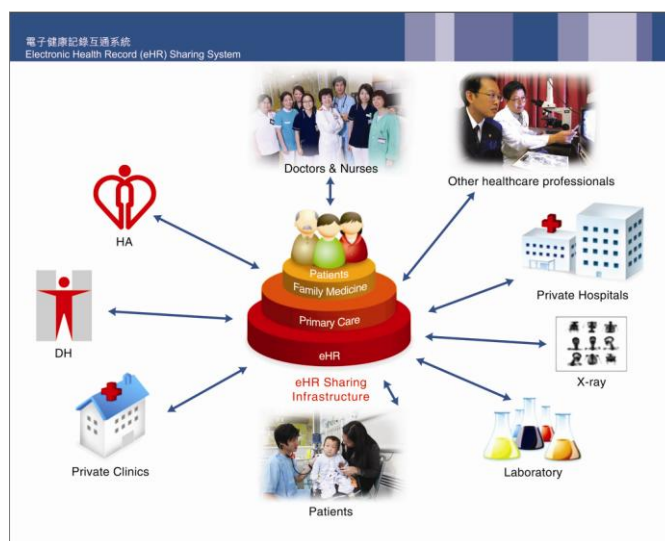 電子健康記錄互通系統
Electronic Health Record (eHR) Sharing System
Doctors & Nurses
Other healthcare professionals
HA
Patients
Family Medicine
Private Hospitals
Primary Care
DH
eHR
X-ray
eHR Sharing
Infrastructure
Private Clinics
Laboratory
Patients